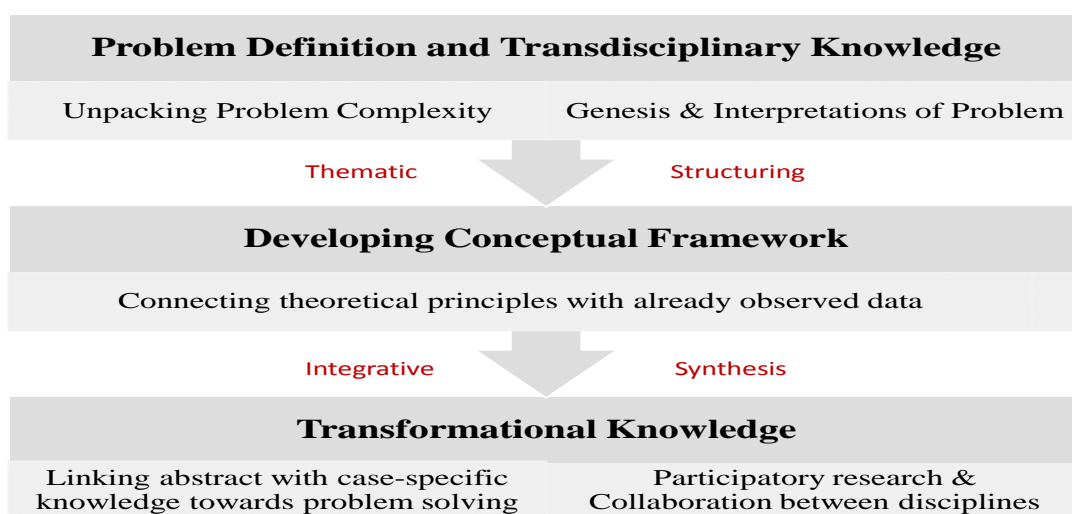 Problem Definition and Transdisciplinary Knowledge
Unpacking Problem Complexity
Genesis & Interpretations of Problem
Thematic
Structuring
Developing Conceptual Framework
Connecting theoretical principles with already observed data
Integrative
Synthesis
Transformational Knowledge
Linking abstract with case-specific
knowledge towards problem solving
Participatory research &
Collaboration between disciplines